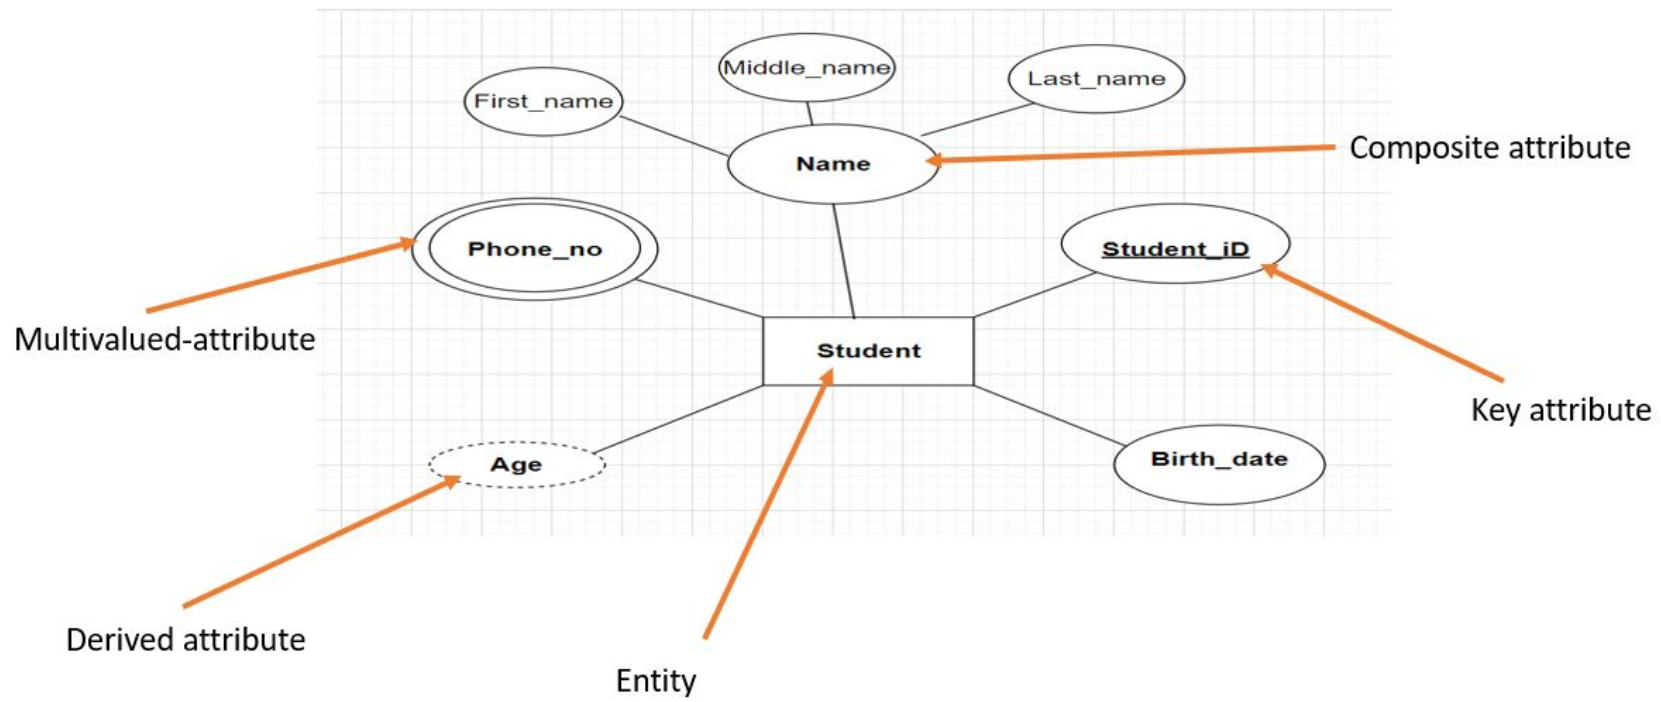 Middle_name
Last_name
First_name
Composite attribute
Name
Phone_no
Student_iD
Multivalued-attribute
Student
Key attribute
Birth_date
Age
Derived attribute
Entity